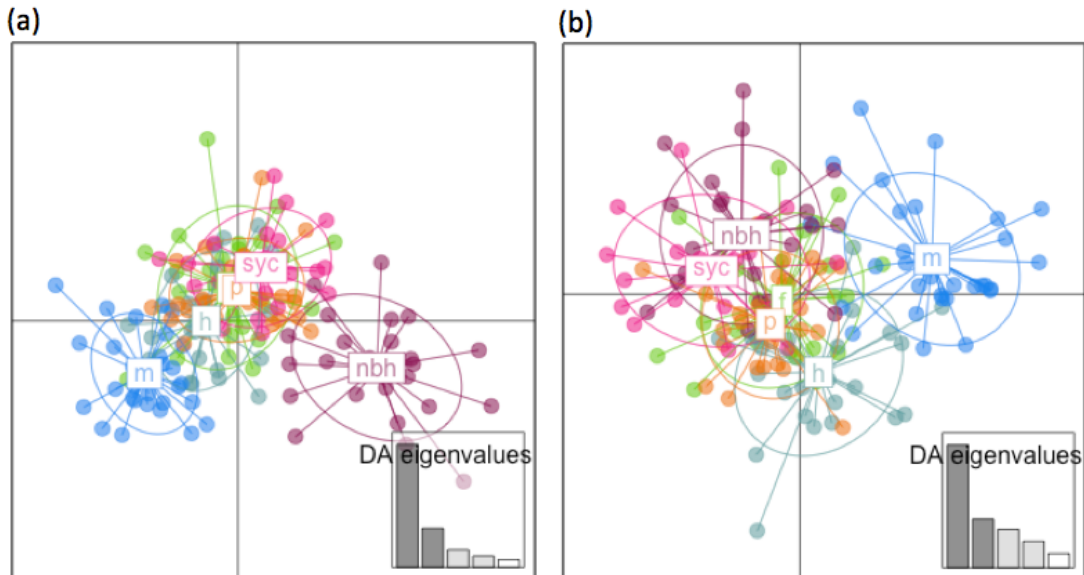 (a)
syc
p
h
m
nbh
DA eigenvalues
(b)
nbh
m
syc
f
p
h
DA eigenvalues